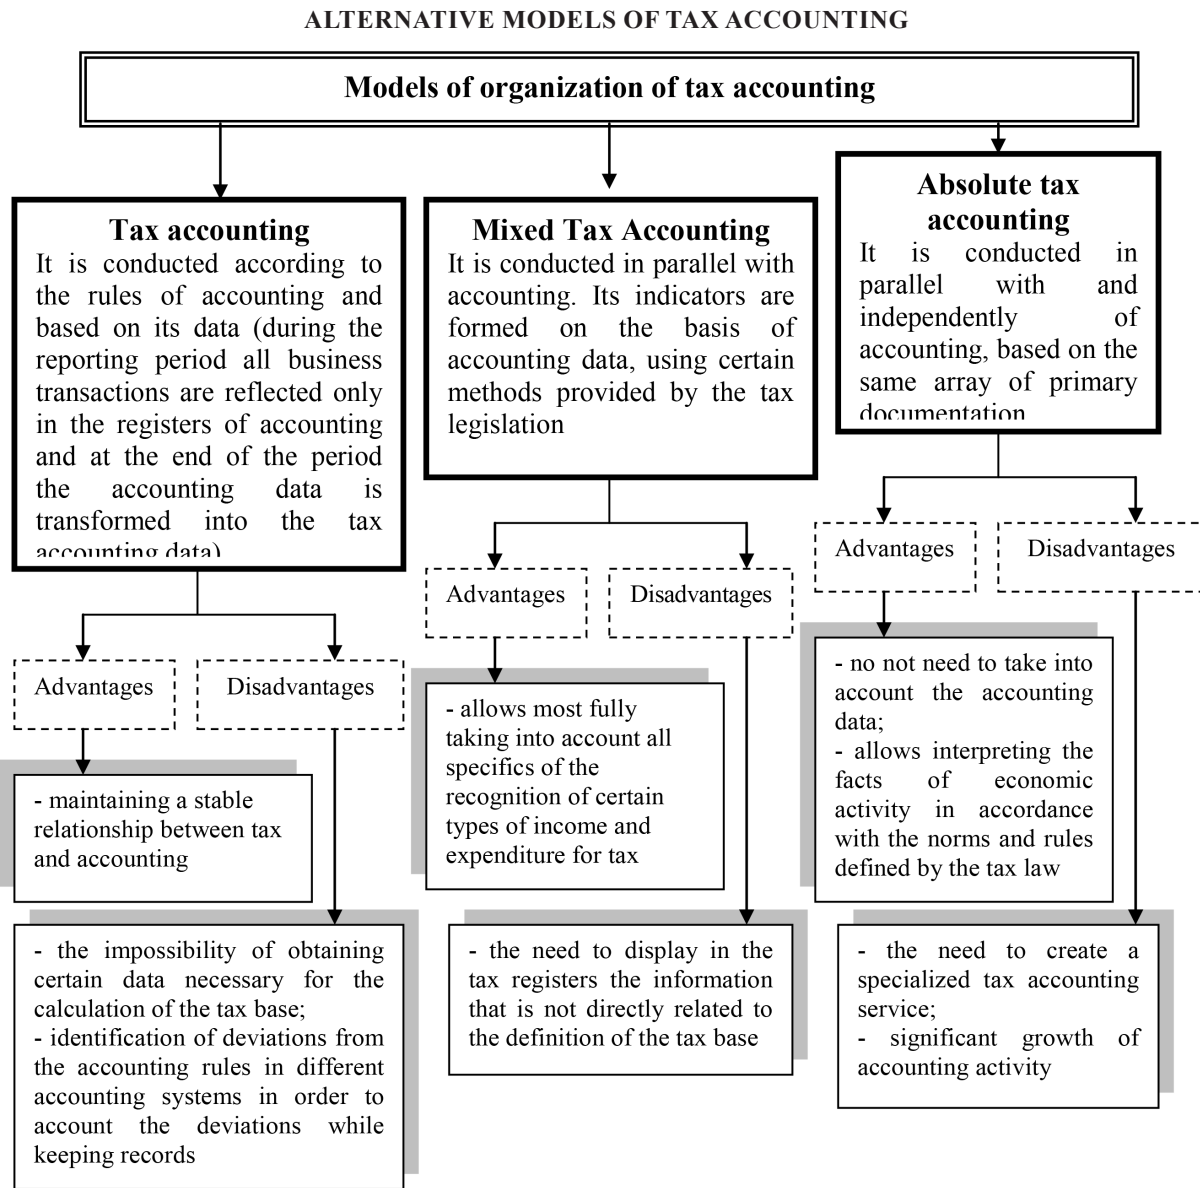 ALTERNATIVE MODELS OF TAX ACCOUNTING
Models of organization of tax accounting
Tax accounting
It is conducted according to
the rules of accounting and
based on its data (during the
reporting period all business
transactions are reflected only
in the registers of accounting
and at the end of the period
the accounting data is
transformed into the tax
accounting data)
Advantages
Disadvantages
- maintaining a stable
relationship between tax
and accounting
- the impossibility of obtaining
certain data necessary for the
calculation of the tax base;
- identification of deviations from
the accounting rules in different
accounting systems in order to
account the deviations while
keeping records
Mixed Tax Accounting
It is conducted in parallel with
accounting. Its indicators are
formed on the basis of
accounting data, using certain
methods provided by the tax
legislation
Advantages
Disadvantages
- allows most fully
taking into account all
specifics of the
recognition of certain
types of income and
expenditure for tax
- the need to display in the
tax registers the information
that is not directly related to
the definition of the tax base
Absolute tax
accounting
It is conducted in
parallel with and
independently of
accounting, based on the
same array of primary
documentation
Advantages
Disadvantages
- no not need to take into
account the accounting
data;
- allows interpreting the
facts of economic
activity in accordance
with the norms and rules
defined by the tax law
- the need to create a
specialized tax accounting
service;
- significant growth of
accounting activity